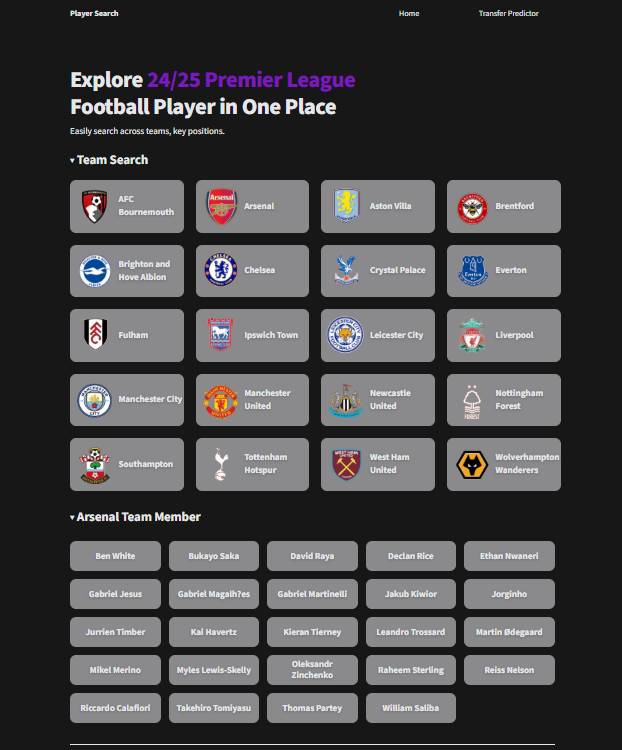 Player Search
Home
Transfer Predictor
Explore 24/25 Premier League
Football Player in One Place
Easily search across teams, key positions.
Team Search
AFC
Bournemouth
Arsenal
Arsenal
Aston Villa
Brentford
Brighton and
Hove Albion
Chelsea
Crystal Palace
Everton
Fulham
Ipswich Town
Leicester City
Liverpool
Manchester City
Manchester
United
Newcastle
United
Nottingham
Forest
Southampton
Tottenham
Hotspur
West Ham
United
Wolverhampton
Wanderers
Arsenal Team Member
Ben White
Bukayo Saka
David Raya
Declan Rice
Ethan Nwaneri
Gabriel Jesus
Gabriel Magalh?es
Gabriel Martinelli
Jakub Kiwior
Jorginho
Jurrien Timber
Kai Havertz
Kieran Tierney
Leandro Trossard
Martin Ødegaard
Mikel Merino
Myles Lewis-Skelly
Oleksandr
Zinchenko
Raheem Sterling
Reiss Nelson
Riccardo Calafiori
Takehiro Tomiyasu
Thomas Partey
William Saliba